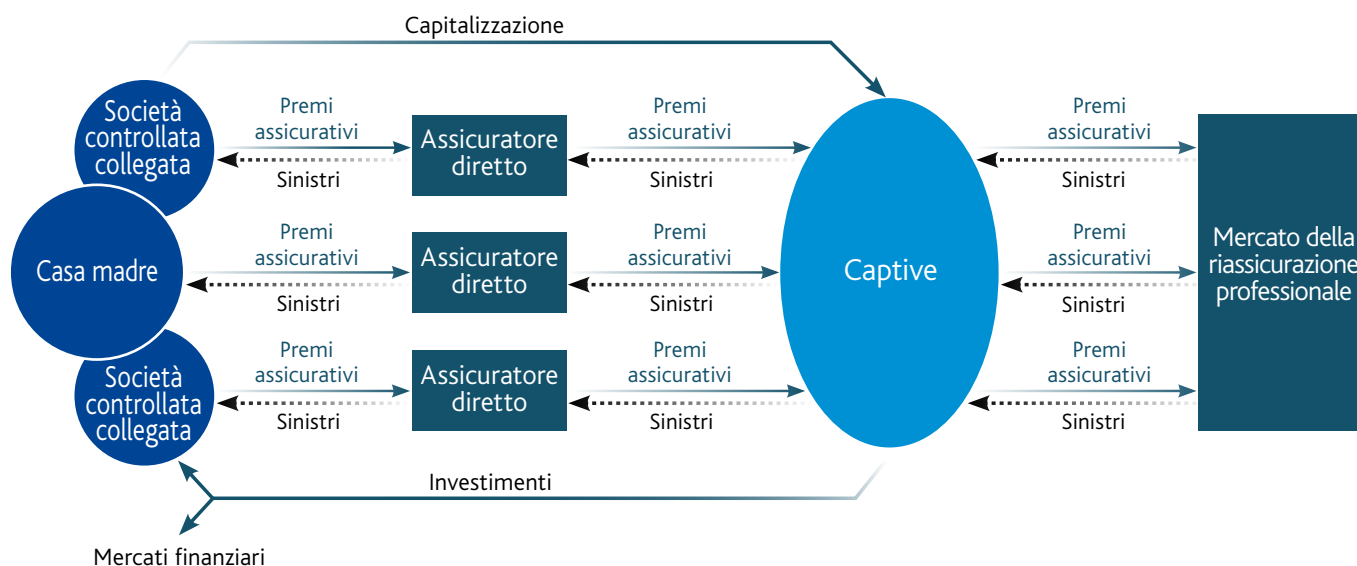 Capitalizzazione
Società
controllata
collegata
Premi
assicurativi
Sinistri
Assicuratore
diretto
Premi
assicurativi
Sinistri
Premi
assicurativi
Sinistri
Casa madre
Premi
assicurativi
Sinistri
Assicuratore
diretto
Premi
assicurativi
Sinistri
Captive
Premi
assicurativi
Sinistri
Mercato della
riassicurazione
professionale
Società
controllata
collegata
Premi
assicurativi
Sinistri
Assicuratore
diretto
Premi
assicurativi
Sinistri
Premi
assicurativi
Sinistri
Investimenti
Mercati finanziari